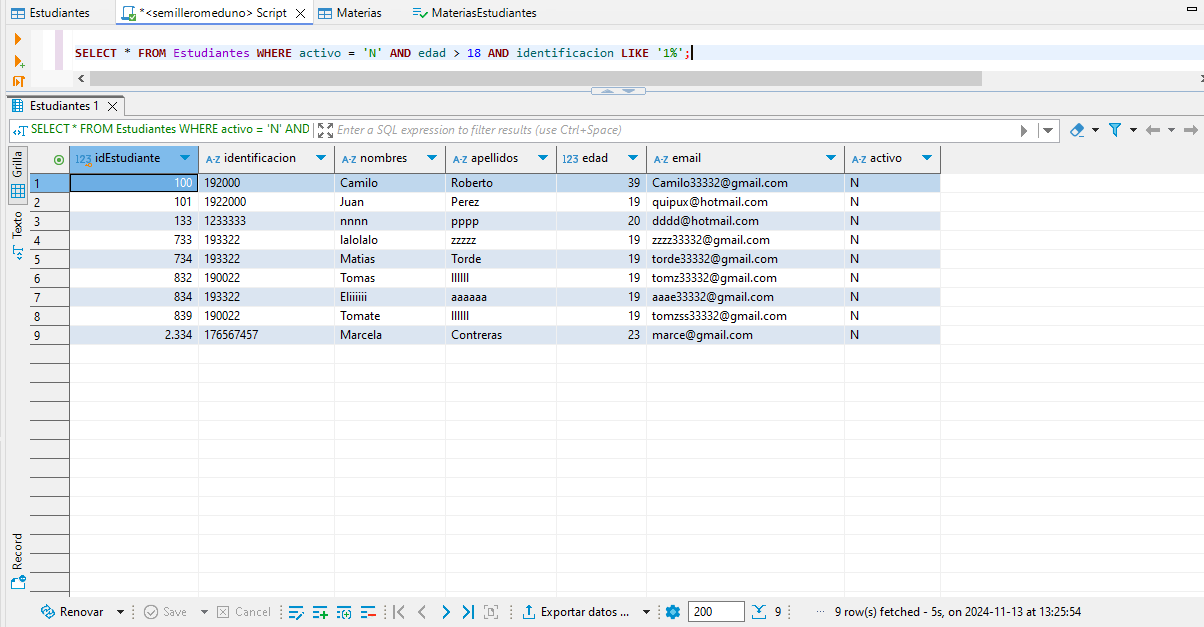 Estudiantes *<semilleromeduno> Script Materias MateriasEstudiantes
SELECT * FROM Estudiantes WHERE activo = 'N' AND edad > 18 AND identificacion LIKE '1%';
Estudiantes 1
SELECT * FROM Estudiantes WHERE activo = 'N' AND Enter a SQL expression to filter results (use Ctrl+Space)
Grilla
Texto
Record
123 idEstudiante A-Z identificacion A-Z nombres A-Z apellidos 123 edad A-Z email A-Z activo
1 100 192000 Camilo Roberto 39 Camilo33332@gmail.com N
2 101 1922000 Juan Perez 19 quipux@hotmail.com N
3 133 1233333 nnnn pppp 20 dddd@hotmail.com N
4 733 193322 lalolalo zzzzz 19 zzzz33332@gmail.com N
5 734 193322 Matias Torde 19 torde33332@gmail.com N
6 832 190022 Tomas llllll 19 tomz33332@gmail.com N
7 834 193322 Eliiiiii aaaaaa 19 aaae33332@gmail.com N
8 839 190022 Tomate llllll 19 tomzss33332@gmail.com N
9 2.334 176567457 Marcela Contreras 23 marce@gmail.com N
Renovar Save Cancel Exportar datos ... 200 9 ... 9 row(s) fetched - 5s, on 2024-11-13 at 13:25:54